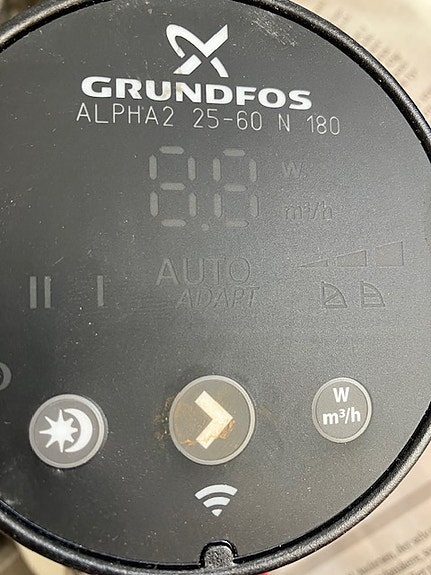 GRUNDFOS
ALPHA2 25-60 N 180
8.8 W
m³/h
AUTO
ADAPT
II I
W
m³/h